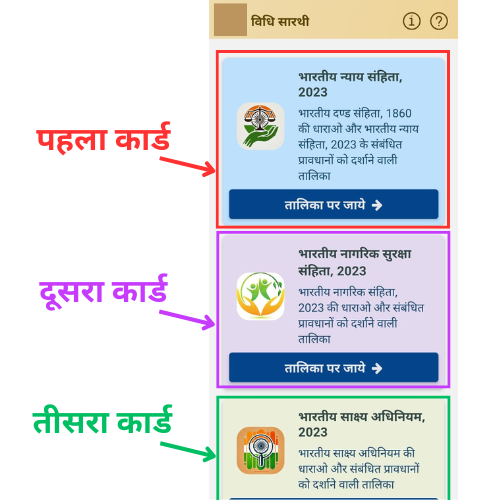 विधि सारथी
पहला कार्ड
भारतीय न्याय संहिता,
2023
भारतीय दण्ड संहिता, 1860
की धाराओ और भारतीय न्याय
संहिता, 2023 के संबंधित
प्रावधानों को दर्शाने वाली
तालिका
तालिका पर जाये →
दूसरा कार्ड
भारतीय नागरिक सुरक्षा
संहिता, 2023
भारतीय नागरिक संहिता,
2023 की धाराओ और संबंधित
प्रावधानों को दर्शाने वाली
तालिका
तालिका पर जाये →
तीसरा कार्ड
भारतीय साक्ष्य अधिनियम,
2023
भारतीय साक्ष्य अधिनियम की
धाराओ और संबंधित प्रावधानों
को दर्शाने वाली तालिका